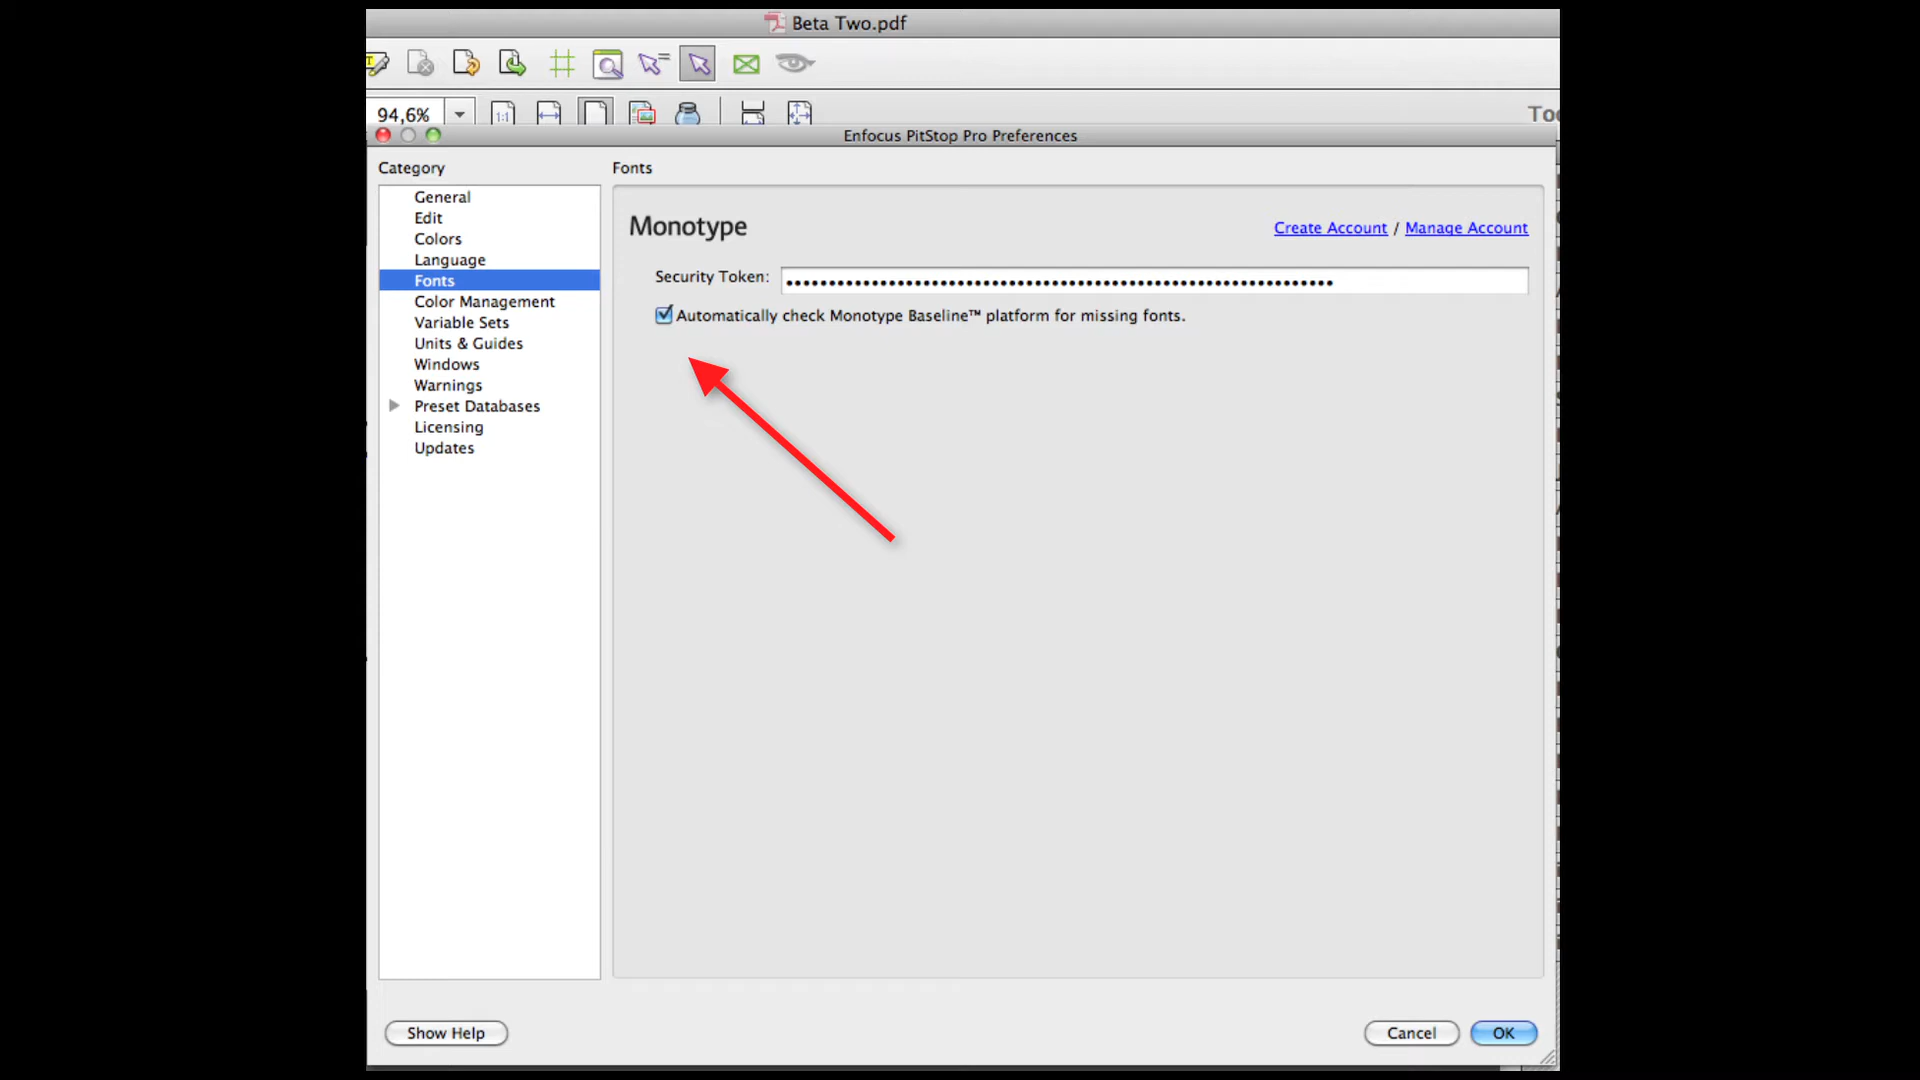 Beta Two.pdf
94,6%
1:1
Enfocus PitStop Pro Preferences
Category
General
Edit
Colors
Language
Fonts
Color Management
Variable Sets
Units & Guides
Windows
Warnings
Preset Databases
Licensing
Updates
Fonts
Monotype
Create Account / Manage Account
Security Token: ••••••••••••••••••••••••••••••••••••••••••••••••••••••••••••••••
Automatically check Monotype Baseline™ platform for missing fonts.
Show Help
Cancel
OK